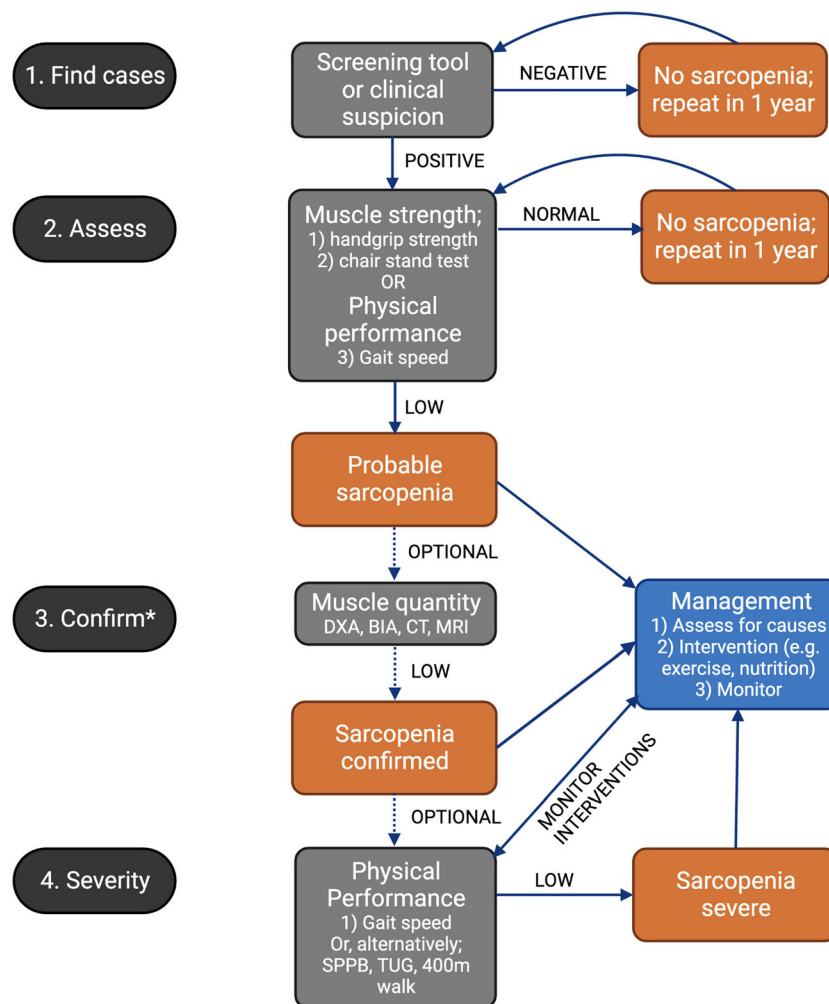 1. Find cases
Screening tool
or clinical
suspicion
NEGATIVE
No sarcopenia;
repeat in 1 year
POSITIVE
2. Assess
Muscle strength;
1) handgrip strength
2) chair stand test
OR
Physical
performance
3) Gait speed
NORMAL
No sarcopenia;
repeat in 1 year
LOW
Probable
sarcopenia
OPTIONAL
3. Confirm*
Muscle quantity
DXA, BIA, CT, MRI
Management
1) Assess for causes
2) Intervention (e.g.
exercise, nutrition)
3) Monitor
LOW
Sarcopenia
confirmed
OPTIONAL
MONITOR
INTERVENTIONS
4. Severity
Physical
Performance
1) Gait speed
Or, alternatively;
SPPB, TUG, 400m
walk
LOW
Sarcopenia
severe